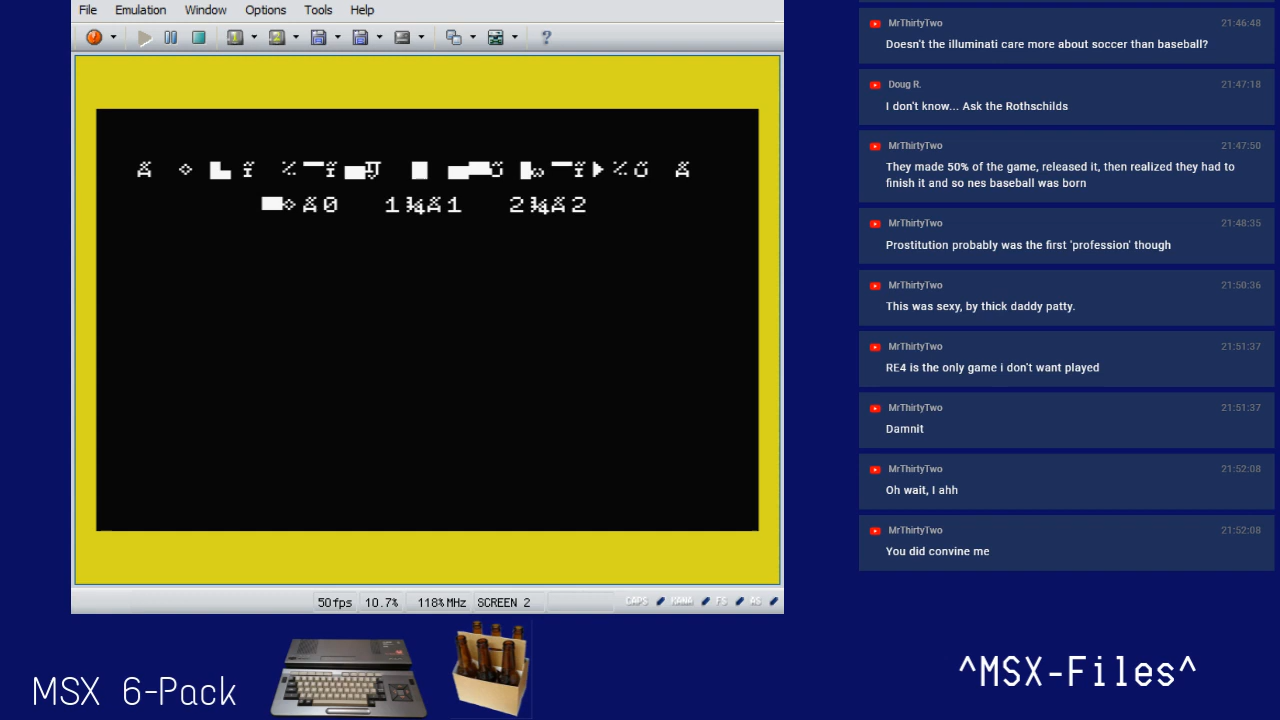 File Emulation Window Options Tools Help
50fps 10.7% 118%MHz SCREEN 2 CAPS KANA FS AS
MrThirtyTwo 21:46:48
Doesn't the illuminati care more about soccer than baseball?
Doug R. 21:47:18
I don't know... Ask the Rothschilds
MrThirtyTwo 21:47:50
They made 50% of the game, released it, then realized they had to
finish it and so nes baseball was born
MrThirtyTwo 21:48:35
Prostitution probably was the first 'profession' though
MrThirtyTwo 21:50:36
This was sexy, by thick daddy patty.
MrThirtyTwo 21:51:37
RE4 is the only game i don't want played
MrThirtyTwo 21:51:37
Damnit
MrThirtyTwo 21:52:08
Oh wait, I ahh
MrThirtyTwo 21:52:08
You did convine me
MSX 6-Pack
^MSX-Files^